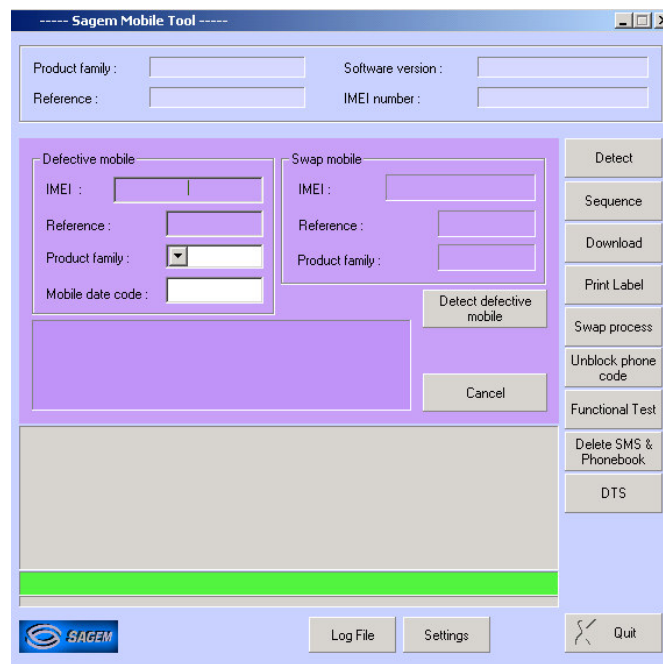 ----- Sagem Mobile Tool -----
Product family :
Software version :
Reference :
IMEI number :
Defective mobile
IMEI :
Reference :
Product family :
Mobile date code :
Swap mobile
IMEI :
Reference :
Product family :
Detect defective
mobile
Cancel
Detect
Sequence
Download
Print Label
Swap process
Unblock phone
code
Functional Test
Delete SMS &
Phonebook
DTS
SAGEM
Log File
Settings
Quit